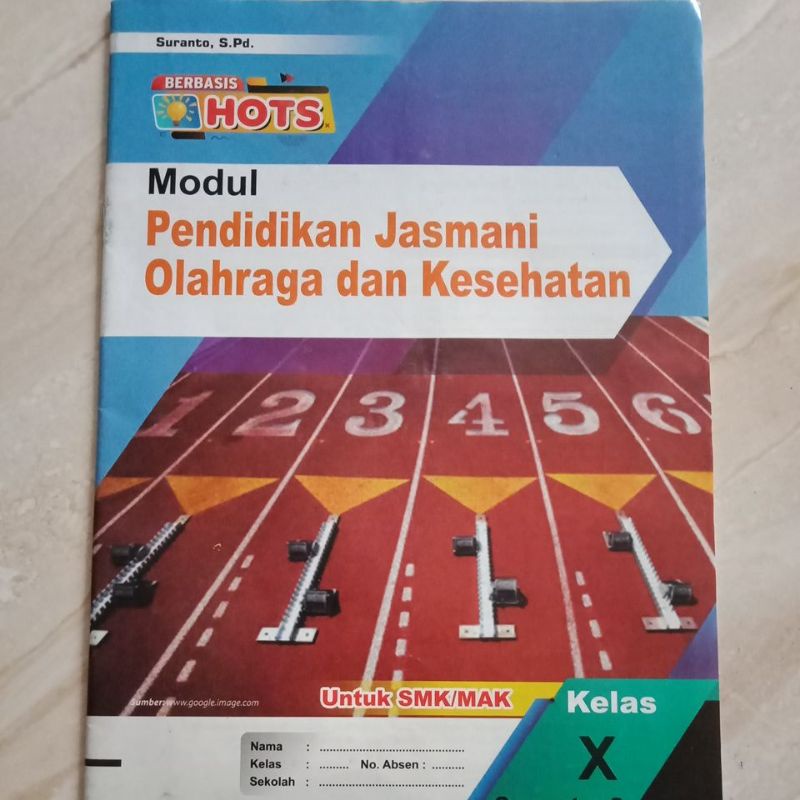 Suranto, S.Pd.
BERBASIS
HOTS
Modul
Pendidikan Jasmani
Olahraga dan Kesehatan
1 2 3 4 5 6
Sumber: www.google.image.com
Untuk SMK/MAK
Kelas
X
Nama : ............................................
Kelas : ......... No. Absen : ..........
Sekolah : ............................................